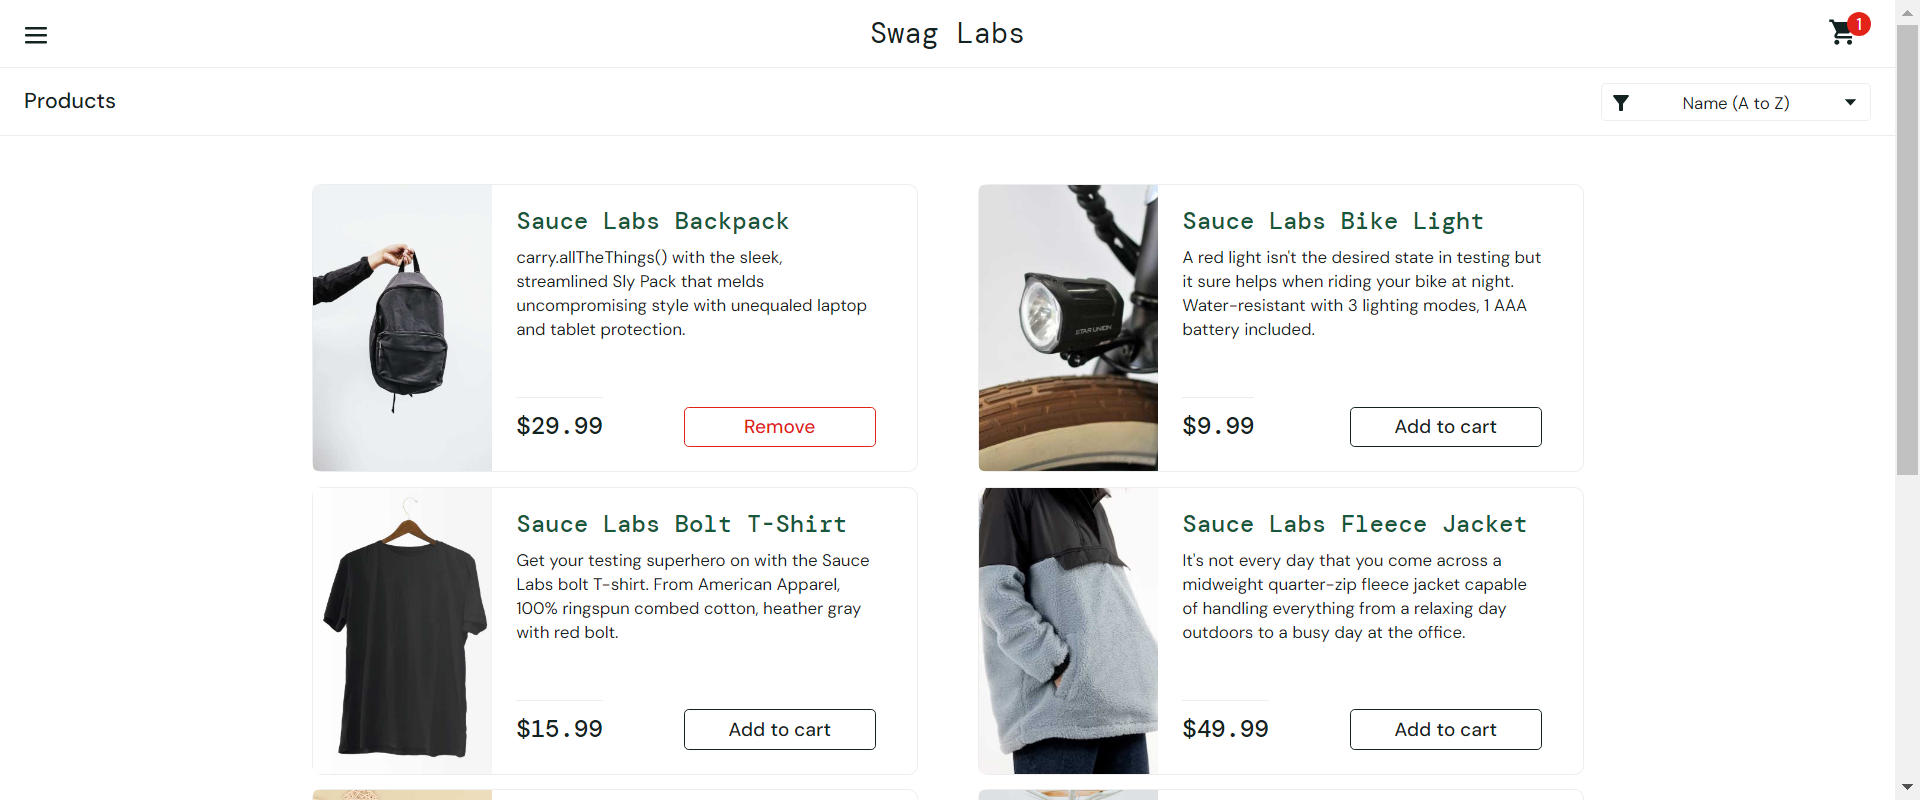 Swag Labs
1
Products
Name (A to Z)
Sauce Labs Backpack
carry.allTheThings() with the sleek,
streamlined Sly Pack that melds
uncompromising style with unequaled laptop
and tablet protection.
$29.99
Remove
Sauce Labs Bike Light
A red light isn't the desired state in testing but
it sure helps when riding your bike at night.
Water-resistant with 3 lighting modes, 1 AAA
battery included.
STAR UNION
$9.99
Add to cart
Sauce Labs Bolt T-Shirt
Get your testing superhero on with the Sauce
Labs bolt T-shirt. From American Apparel,
100% ringspun combed cotton, heather gray
with red bolt.
$15.99
Add to cart
Sauce Labs Fleece Jacket
It's not every day that you come across a
midweight quarter-zip fleece jacket capable
of handling everything from a relaxing day
outdoors to a busy day at the office.
$49.99
Add to cart